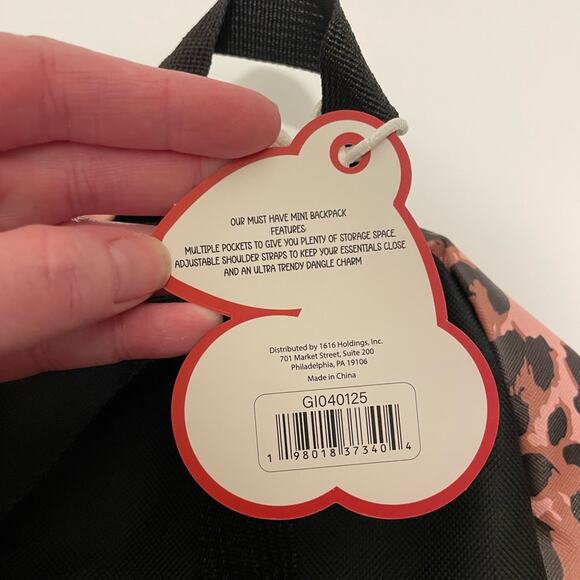 OUR MUST HAVE MINI BACKPACK
FEATURES:
MULTIPLE POCKETS TO GIVE YOU PLENTY OF STORAGE SPACE,
ADJUSTABLE SHOULDER STRAPS TO KEEP YOUR ESSENTIALS CLOSE
AND AN ULTRA TRENDY DANGLE CHARM
Distributed by 1616 Holdings, Inc.
701 Market Street, Suite 200
Philadelphia, PA 19106
Made in China
GI040125
1 98018 37340 4